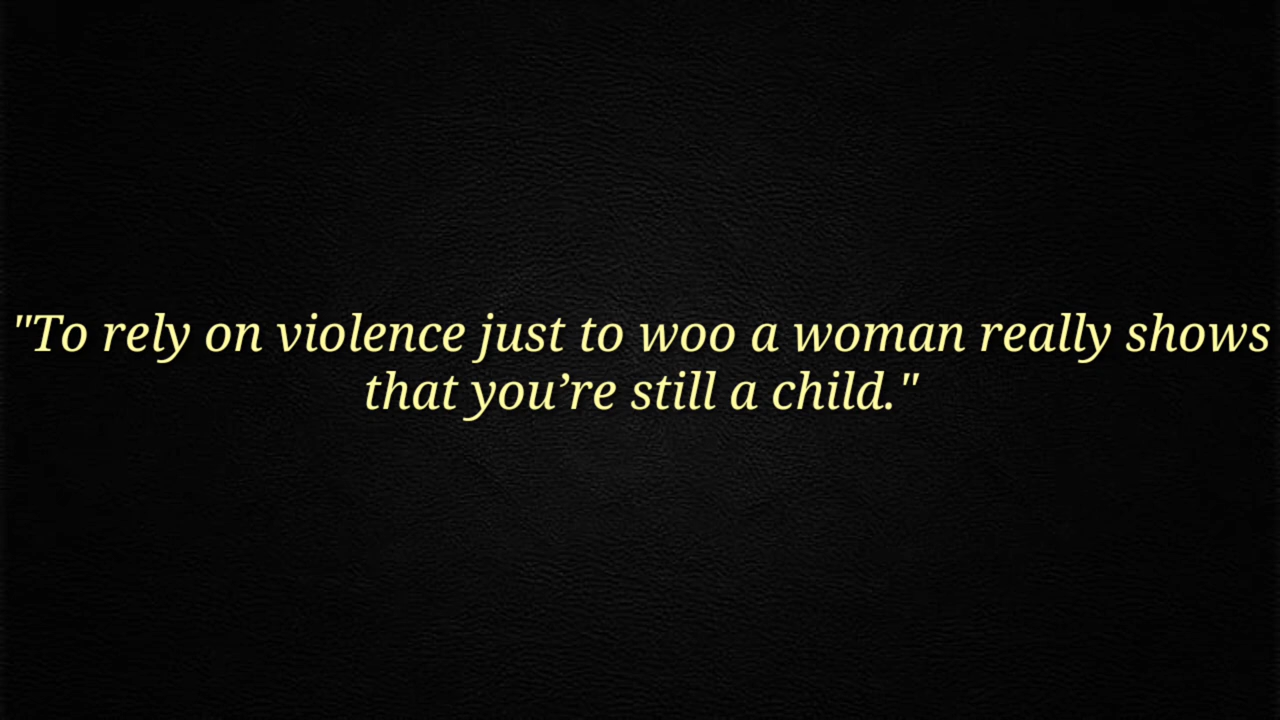 "To rely on violence just to woo a woman really shows
that you’re still a child."